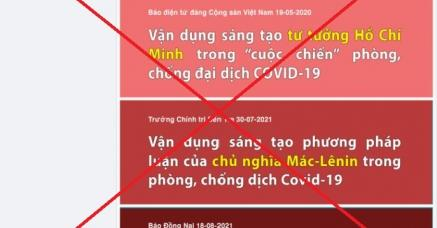 Báo điện tử đảng Cộng sản Việt Nam 19-05-2020
Vận dụng sáng tạo tư tưởng Hồ Chí
Minh trong "cuộc chiến" phòng,
chống đại dịch COVID-19
Trường Chính trị Bến Tre 30-07-2021
Vận dụng sáng tạo phương pháp
luận của chủ nghĩa Mác-Lênin trong
phòng, chống dịch Covid-19
Báo Đồng Nai 18-08-2021